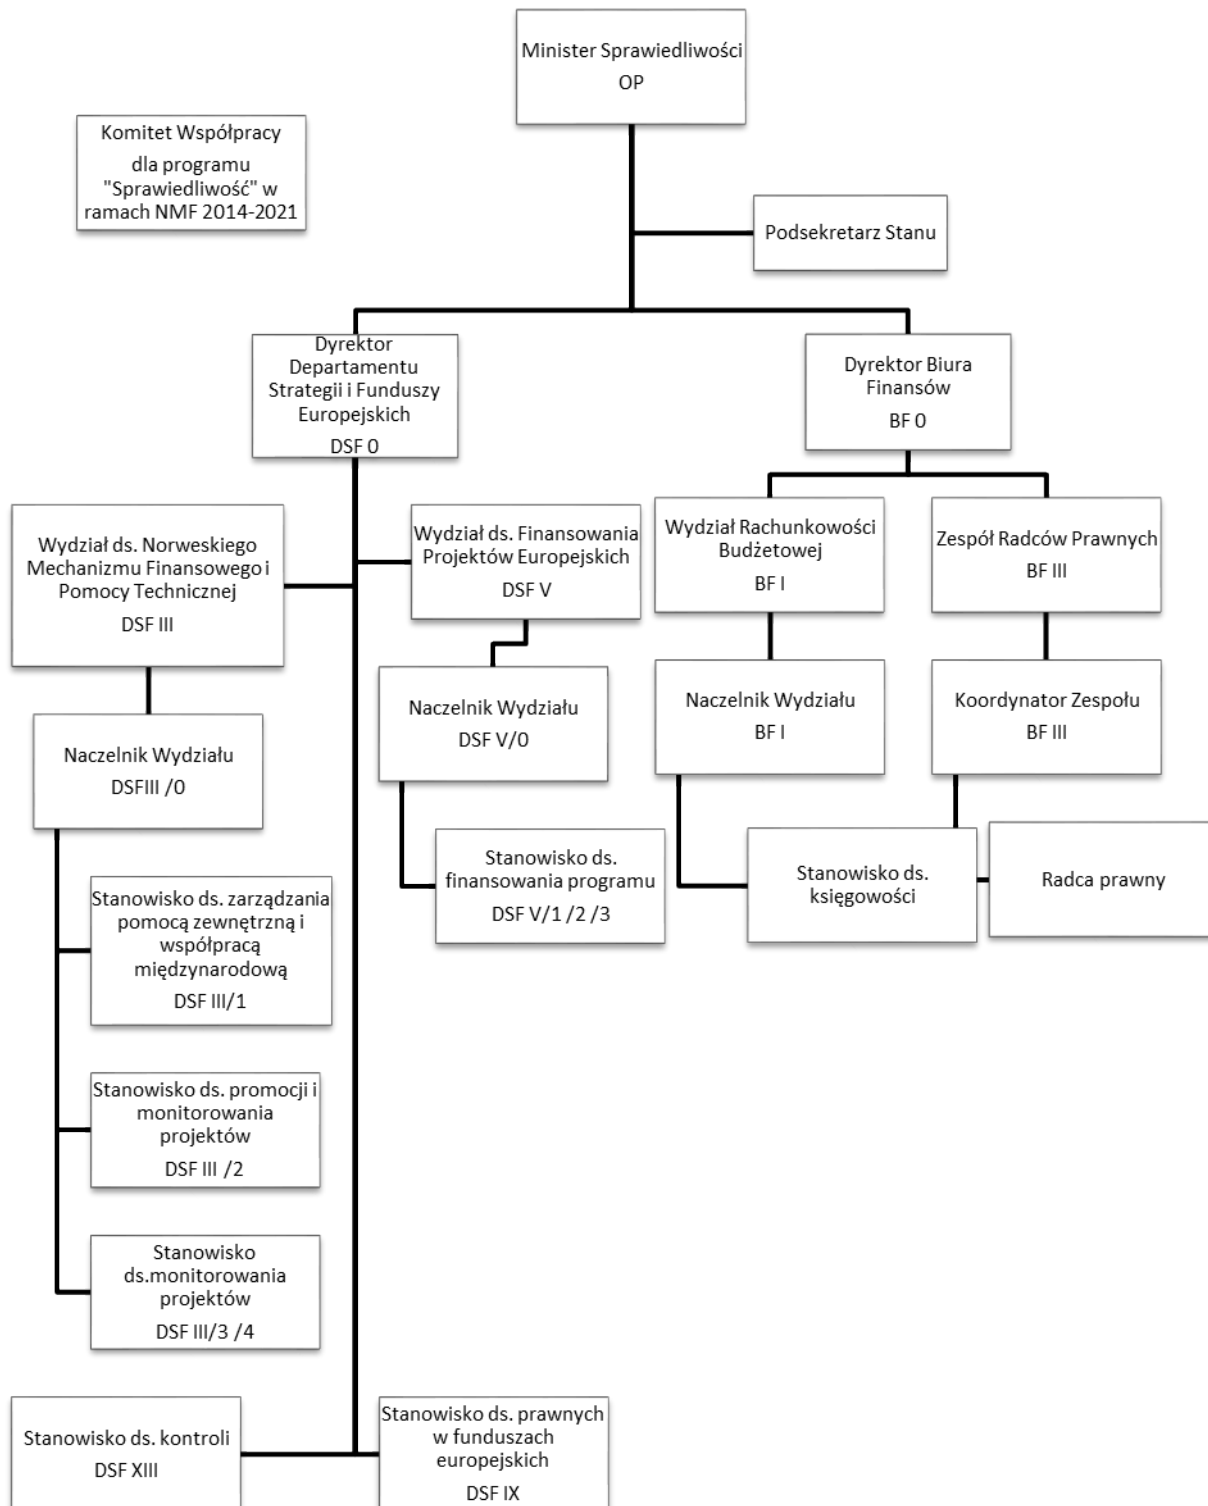 Minister Sprawiedliwości
OP
Komitet Współpracy
dla programu
"Sprawiedliwość" w
ramach NMF 2014-2021
Podsekretarz Stanu
Dyrektor
Departamentu
Strategii i Funduszy
Europejskich
DSF 0
Dyrektor Biura
Finansów
BF 0
Wydział ds. Norweskiego
Mechanizmu Finansowego i
Pomocy Technicznej
DSF III
Wydział ds. Finansowania
Projektów Europejskich
DSF V
Wydział Rachunkowości
Budżetowej
BF I
Zespół Radców Prawnych
BF III
Naczelnik Wydziału
DSFIII /0
Naczelnik Wydziału
DSF V/0
Naczelnik Wydziału
BF I
Koordynator Zespołu
BF III
Stanowisko ds. zarządzania
pomocą zewnętrzną i
współpracą
międzynarodową
DSF III/1
Stanowisko ds.
finansowania programu
DSF V/1 /2 /3
Stanowisko ds.
księgowości
Radca prawny
Stanowisko ds. promocji i
monitorowania
projektów
DSF III /2
Stanowisko
ds.monitorowania
projektów
DSF III/3 /4
Stanowisko ds. kontroli
DSF XIII
Stanowisko ds. prawnych
w funduszach
europejskich
DSF IX